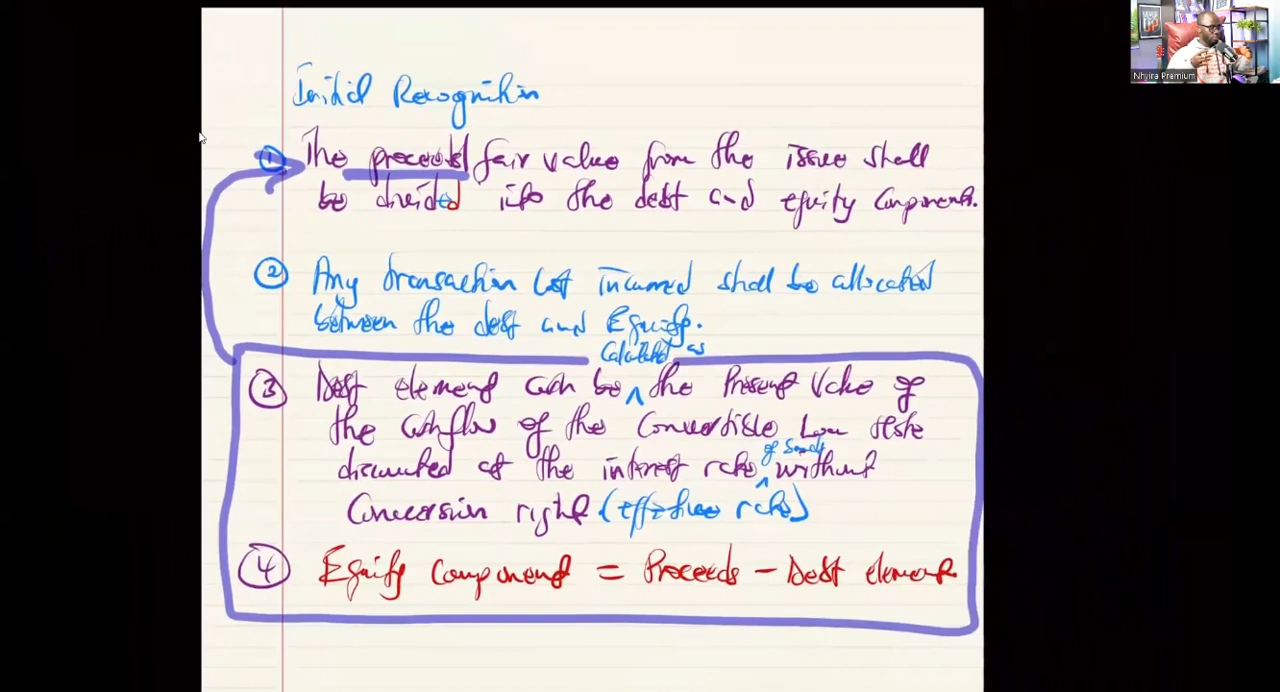 Nhyira Premium
Initial Recognition
① The proceeds/fair value from the issue shall
be divided into the debt and equity components.
② Any transaction cost incurred shall be allocated
between the debt and Equity.
Calculated as
③ Debt element can be ^ the Present Value of
the Cashflow of the Convertible Loan
of Similar
discounted at the interest rate ^ without
Conversion right (effective rate)
④ Equity Component = Proceeds - Debt element